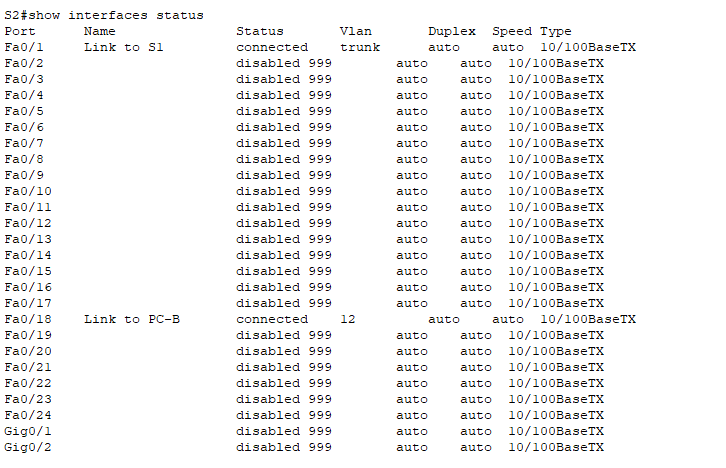 S2#show interfaces status
Port      Name               Status       Vlan       Duplex  Speed Type
Fa0/1     Link to S1         connected    trunk      auto    auto  10/100BaseTX
Fa0/2                        disabled 999        auto    auto  10/100BaseTX
Fa0/3                        disabled 999        auto    auto  10/100BaseTX
Fa0/4                        disabled 999        auto    auto  10/100BaseTX
Fa0/5                        disabled 999        auto    auto  10/100BaseTX
Fa0/6                        disabled 999        auto    auto  10/100BaseTX
Fa0/7                        disabled 999        auto    auto  10/100BaseTX
Fa0/8                        disabled 999        auto    auto  10/100BaseTX
Fa0/9                        disabled 999        auto    auto  10/100BaseTX
Fa0/10                       disabled 999        auto    auto  10/100BaseTX
Fa0/11                       disabled 999        auto    auto  10/100BaseTX
Fa0/12                       disabled 999        auto    auto  10/100BaseTX
Fa0/13                       disabled 999        auto    auto  10/100BaseTX
Fa0/14                       disabled 999        auto    auto  10/100BaseTX
Fa0/15                       disabled 999        auto    auto  10/100BaseTX
Fa0/16                       disabled 999        auto    auto  10/100BaseTX
Fa0/17                       disabled 999        auto    auto  10/100BaseTX
Fa0/18    Link to PC-B       connected    12         auto    auto  10/100BaseTX
Fa0/19                       disabled 999        auto    auto  10/100BaseTX
Fa0/20                       disabled 999        auto    auto  10/100BaseTX
Fa0/21                       disabled 999        auto    auto  10/100BaseTX
Fa0/22                       disabled 999        auto    auto  10/100BaseTX
Fa0/23                       disabled 999        auto    auto  10/100BaseTX
Fa0/24                       disabled 999        auto    auto  10/100BaseTX
Gig0/1                       disabled 999        auto    auto  10/100BaseTX
Gig0/2                       disabled 999        auto    auto  10/100BaseTX